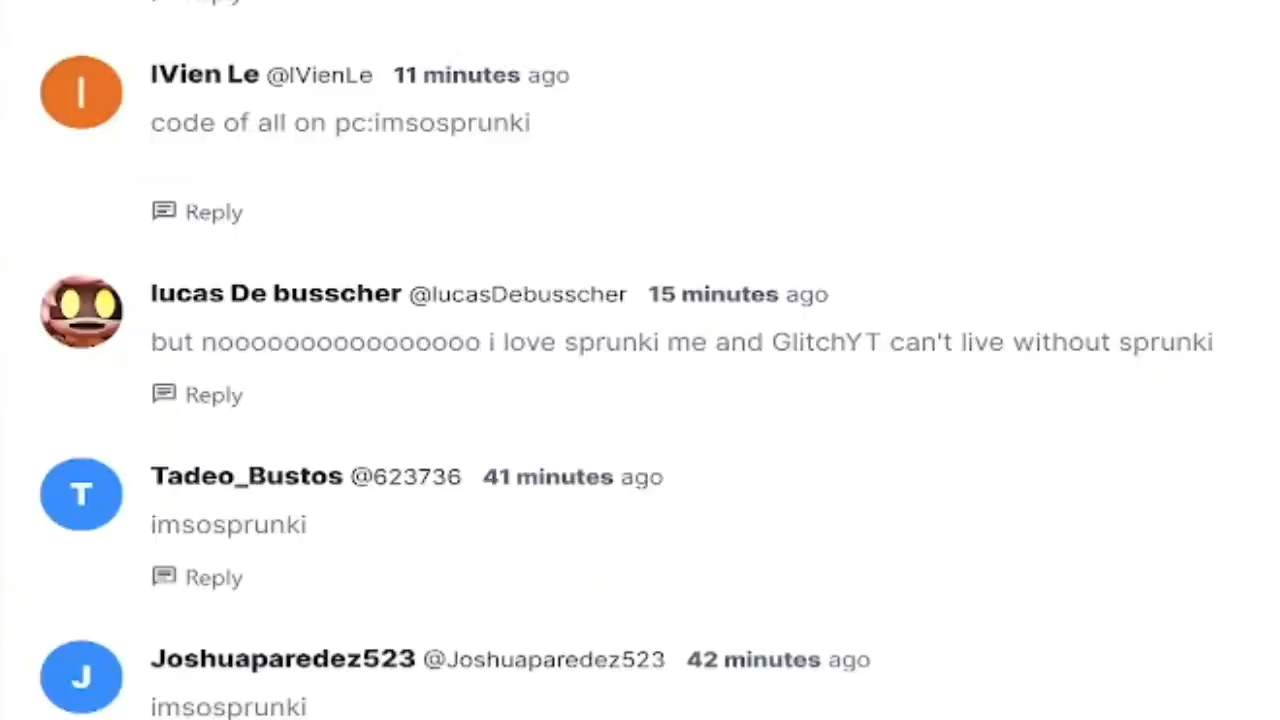 IVien Le @IVienLe 11 minutes ago
code of all on pc:imsosprunki
Reply
lucas De busscher @lucasDebusscher 15 minutes ago
but noooooooooooooooo i love sprunki me and GlitchYT can't live without sprunki
Reply
T
Tadeo_Bustos @623736 41 minutes ago
imsosprunki
Reply
J
Joshuaparedez523 @Joshuaparedez523 42 minutes ago
imsosprunki